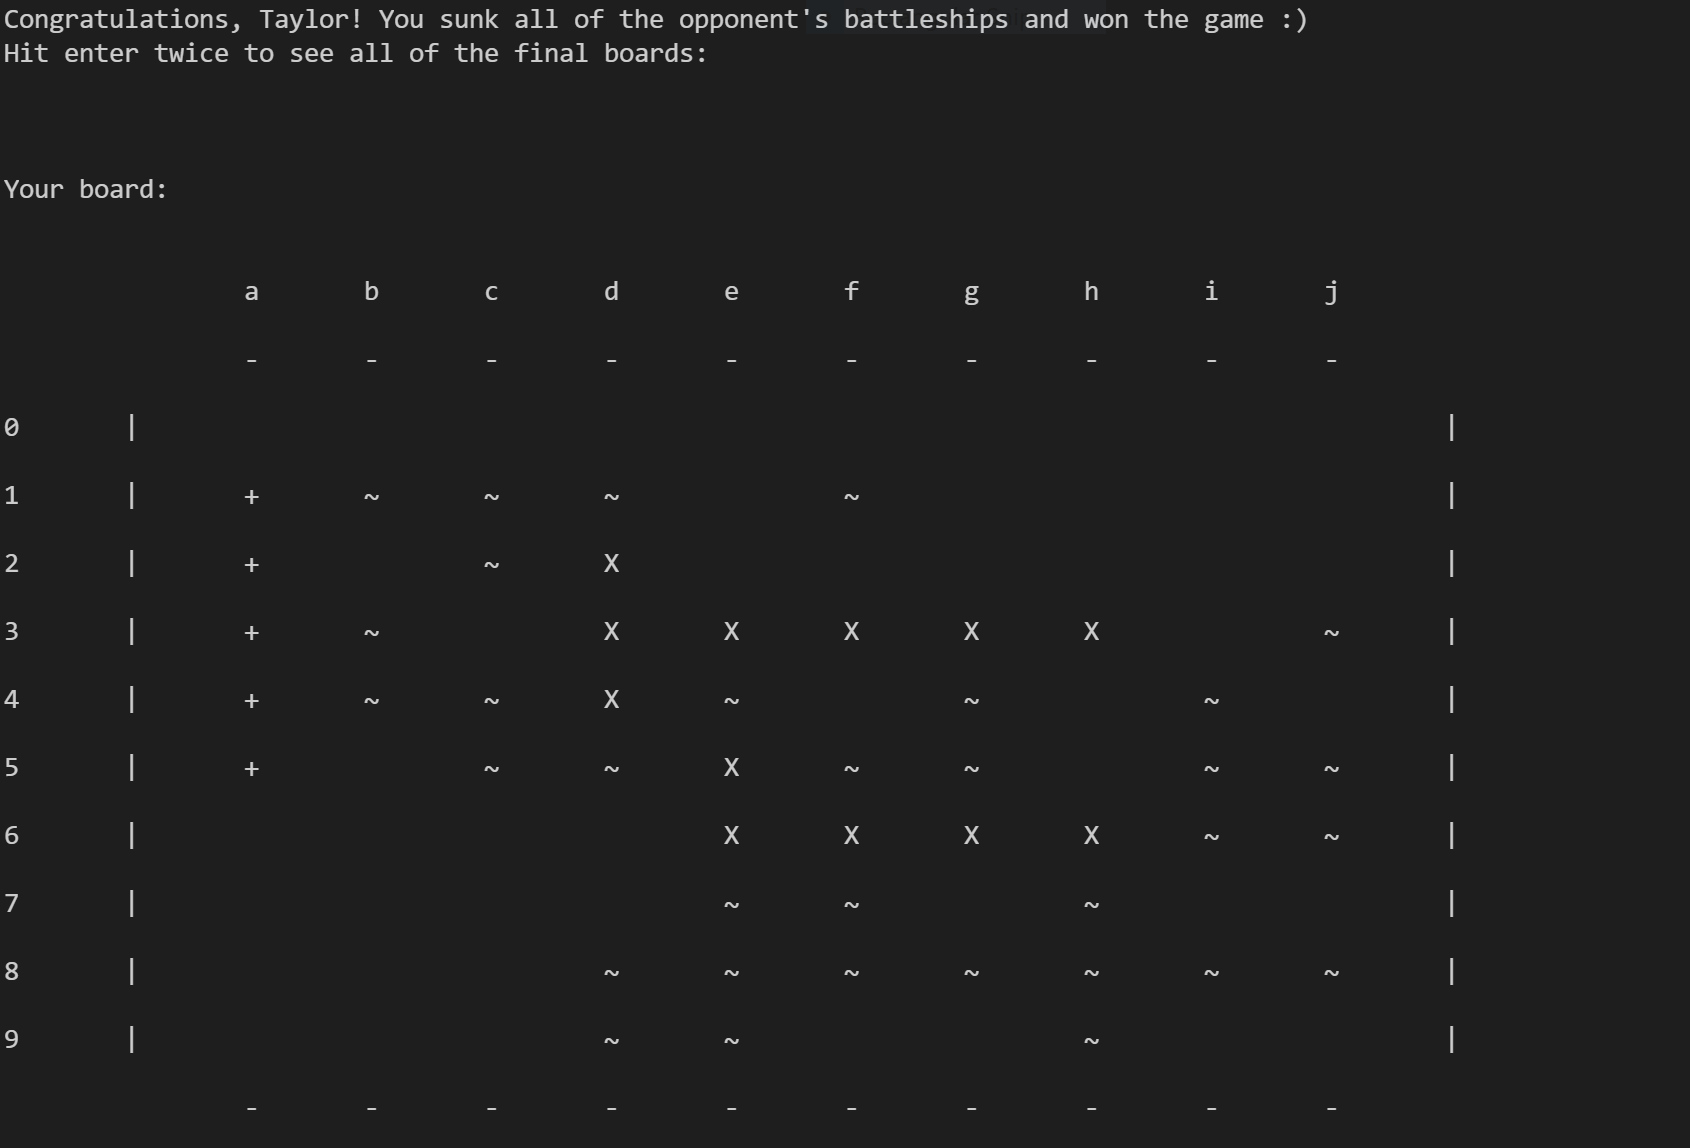 Congratulations, Taylor! You sunk all of the opponent's battleships and won the game :)
Hit enter twice to see all of the final boards:
Your board:
a b c d e f g h i j
- - - - - - - - - -
0 | |
1 | + ~ ~ ~ ~ |
2 | + ~ X |
3 | + ~ X X X X X ~ |
4 | + ~ ~ X ~ ~ ~ |
5 | + ~ ~ X ~ ~ ~ ~ |
6 | X X X X ~ ~ |
7 | ~ ~ ~ |
8 | ~ ~ ~ ~ ~ ~ ~ |
9 | ~ ~ ~ |
- - - - - - - - - -